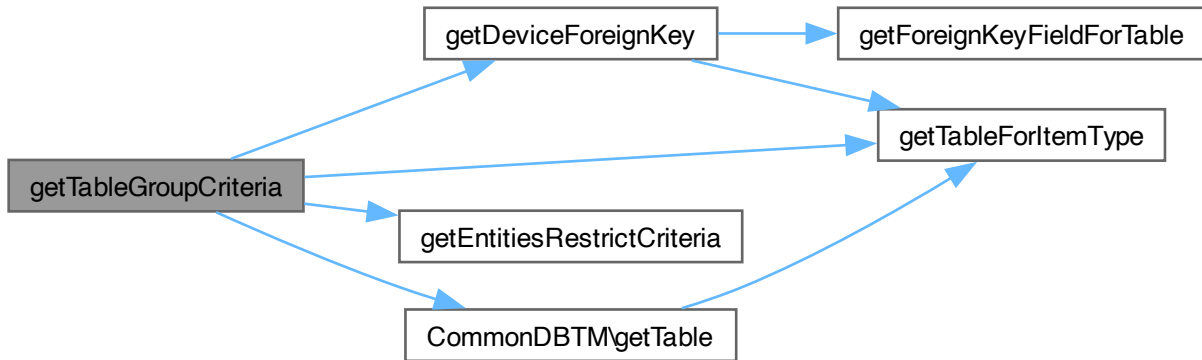 getDeviceForeignKey
getForeignKeyFieldForTable
getTableForItemType
getTableGroupCriteria
getEntitiesRestrictCriteria
CommonDBTM\getTable